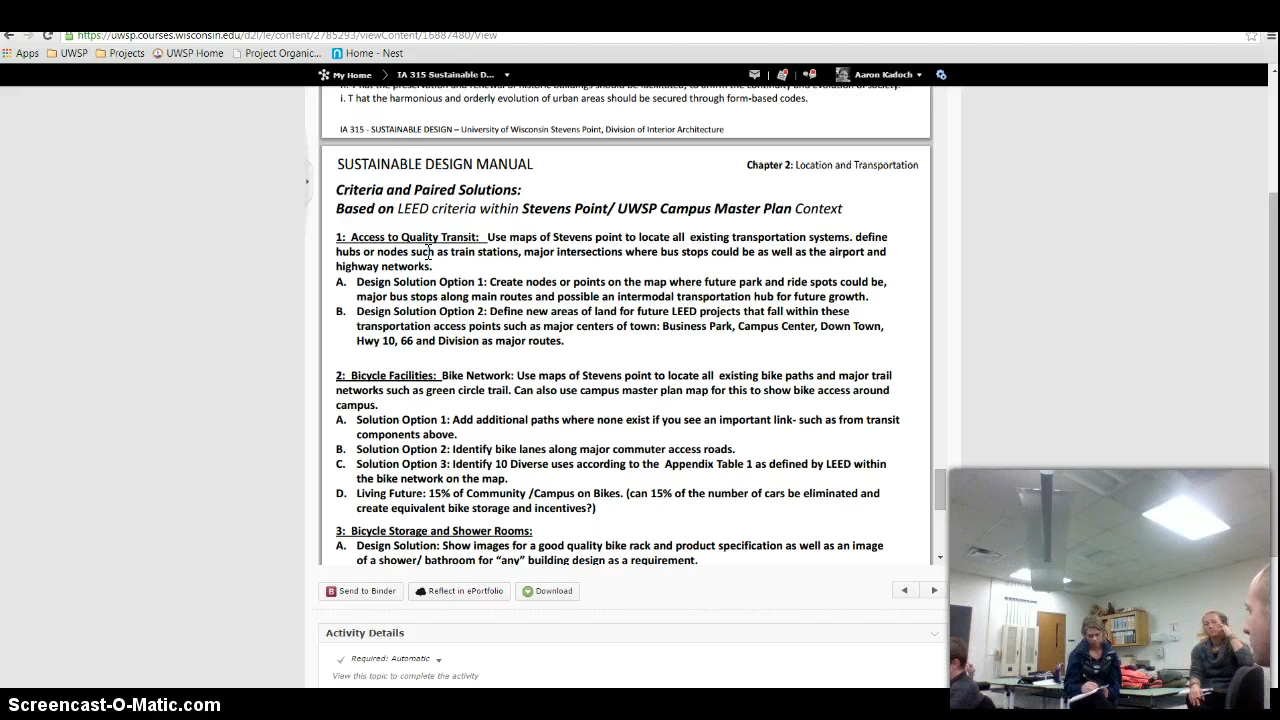 https://uwsp.courses.wisconsin.edu/d2l/le/content/2785293/viewContent/16887480/View
Apps UWSP Projects UWSP Home Project Organic... Home - Nest
My Home IA 315 Sustainable D... Aaron Kadoch
h. T hat the preservation and renewal of historic buildings should be facilitated, to affirm the continuity and evolution of society.
i. T hat the harmonious and orderly evolution of urban areas should be secured through form-based codes.
IA 315 - SUSTAINABLE DESIGN – University of Wisconsin Stevens Point, Division of Interior Architecture
SUSTAINABLE DESIGN MANUAL Chapter 2: Location and Transportation
Criteria and Paired Solutions:
Based on LEED criteria within Stevens Point/ UWSP Campus Master Plan Context
1: Access to Quality Transit: Use maps of Stevens point to locate all existing transportation systems. define
hubs or nodes such as train stations, major intersections where bus stops could be as well as the airport and
highway networks.
A. Design Solution Option 1: Create nodes or points on the map where future park and ride spots could be,
major bus stops along main routes and possible an intermodal transportation hub for future growth.
B. Design Solution Option 2: Define new areas of land for future LEED projects that fall within these
transportation access points such as major centers of town: Business Park, Campus Center, Down Town,
Hwy 10, 66 and Division as major routes.
2: Bicycle Facilities: Bike Network: Use maps of Stevens point to locate all existing bike paths and major trail
networks such as green circle trail. Can also use campus master plan map for this to show bike access around
campus.
A. Solution Option 1: Add additional paths where none exist if you see an important link- such as from transit
components above.
B. Solution Option 2: Identify bike lanes along major commuter access roads.
C. Solution Option 3: Identify 10 Diverse uses according to the Appendix Table 1 as defined by LEED within
the bike network on the map.
D. Living Future: 15% of Community /Campus on Bikes. (can 15% of the number of cars be eliminated and
create equivalent bike storage and incentives?)
3: Bicycle Storage and Shower Rooms:
A. Design Solution: Show images for a good quality bike rack and product specification as well as an image
of a shower/ bathroom for “any” building design as a requirement.
Send to Binder Reflect in ePortfolio Download
Activity Details
Required: Automatic
View this topic to complete the activity
Screencast-O-Matic.com